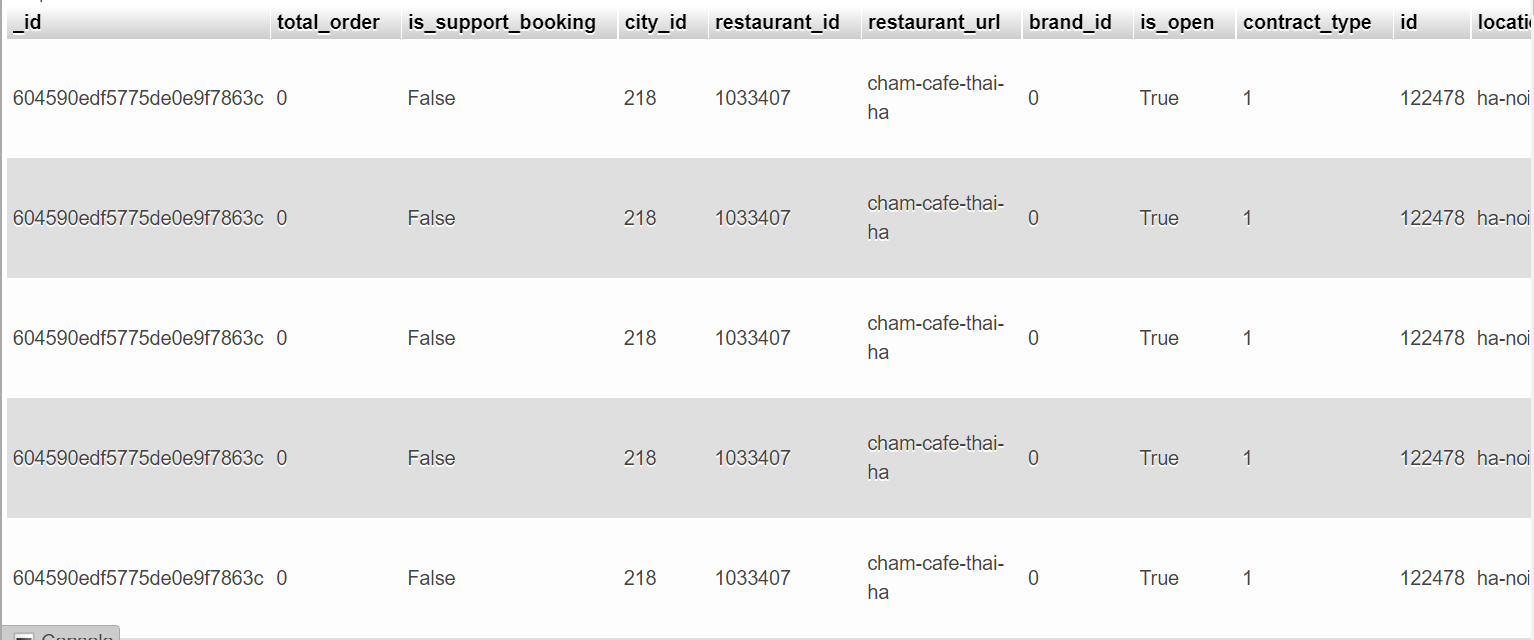 _id total_order is_support_booking city_id restaurant_id restaurant_url brand_id is_open contract_type id
604590edf5775de0e9f7863c 0 False 218 1033407 cham-cafe-thai- 0 True 1 122478 ha-noi
ha
604590edf5775de0e9f7863c 0 False 218 1033407 cham-cafe-thai- 0 True 1 122478 ha-noi
ha
604590edf5775de0e9f7863c 0 False 218 1033407 cham-cafe-thai- 0 True 1 122478 ha-noi
ha
604590edf5775de0e9f7863c 0 False 218 1033407 cham-cafe-thai- 0 True 1 122478 ha-noi
ha
604590edf5775de0e9f7863c 0 False 218 1033407 cham-cafe-thai- 0 True 1 122478 ha-noi
ha
Console